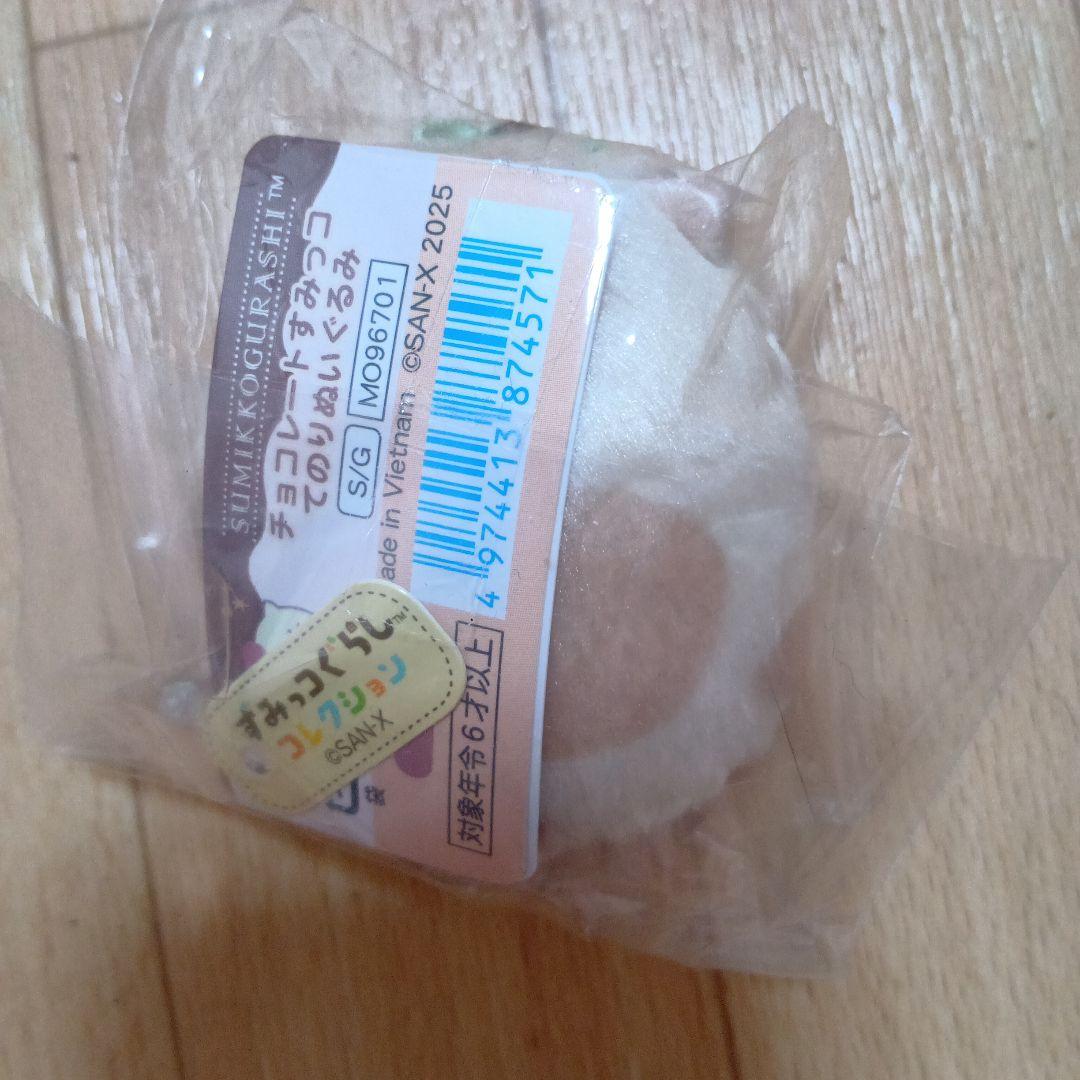 SUMIKKOGURASHI™
チョコレートすみっコ
てのりぬいぐるみ
S/G MO96701
ade in Vietnam ©SAN-X 2025
4 974413 874571
対象年令6才以上
袋
すみっコぐらし™
コレクション
©SAN-X